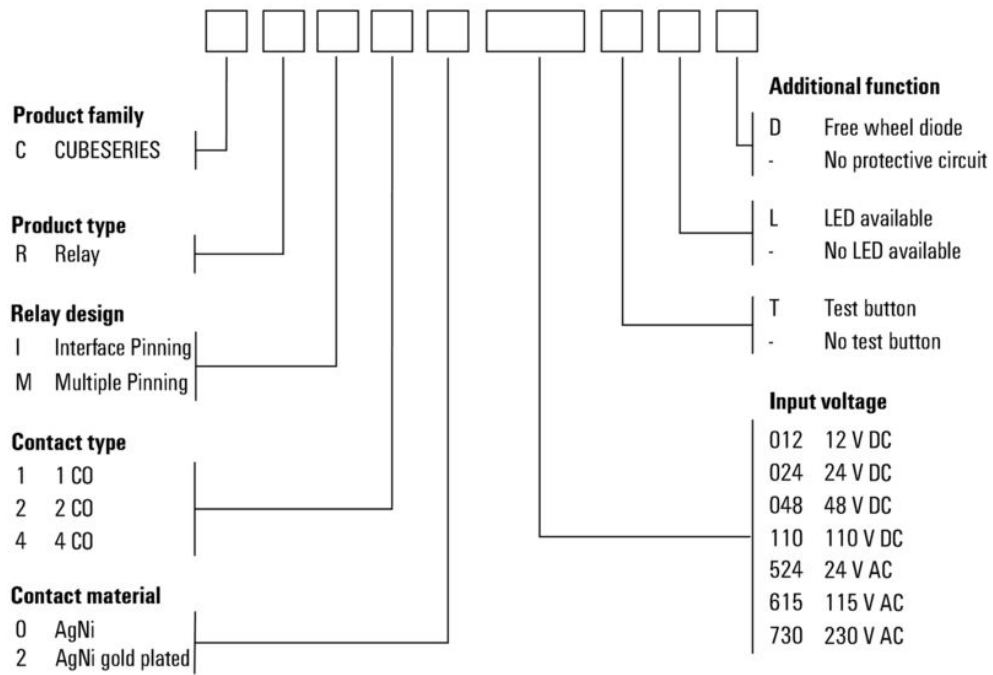 Product family
C CUBESERIES
Product type
R Relay
Relay design
I Interface Pinning
M Multiple Pinning
Contact type
1 1 CO
2 2 CO
4 4 CO
Contact material
0 AgNi
2 AgNi gold plated
Additional function
D Free wheel diode
- No protective circuit
L LED available
- No LED available
T Test button
- No test button
Input voltage
012 12 V DC
024 24 V DC
048 48 V DC
110 110 V DC
524 24 V AC
615 115 V AC
730 230 V AC